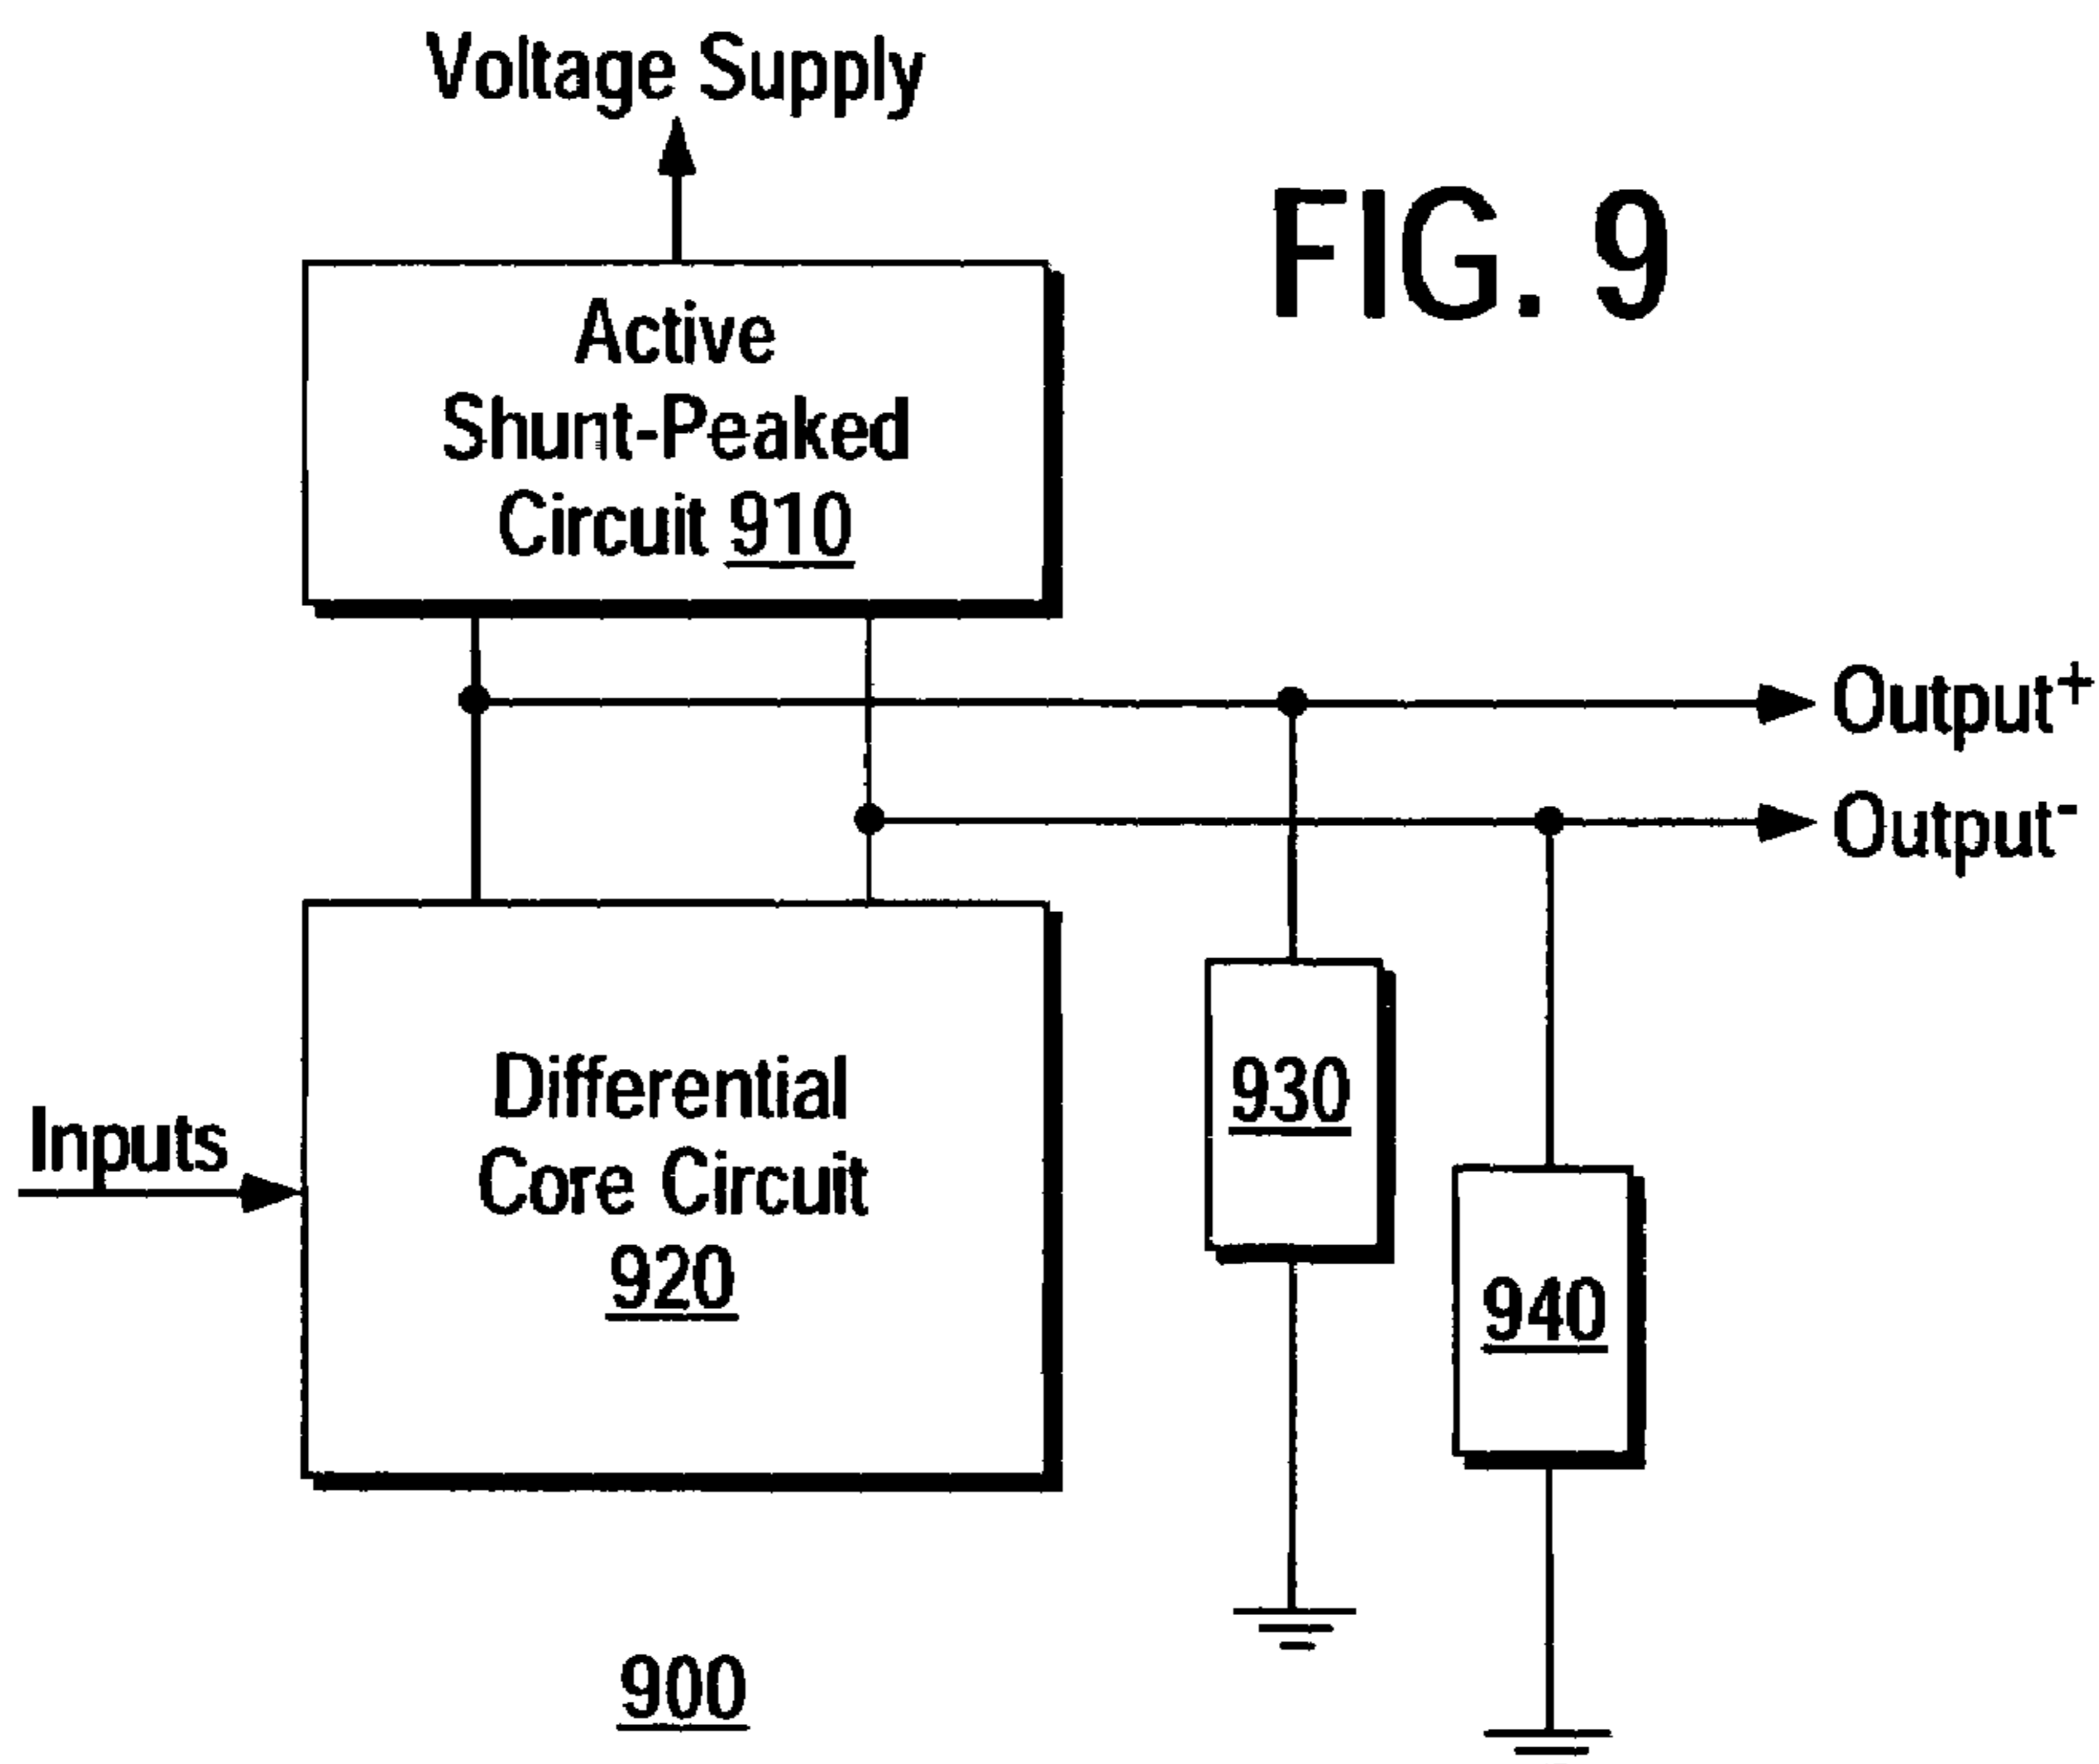 Voltage Supply
FIG. 9
Active
Shunt-Peaked
Circuit 910
Output+
Output-
Differential
Core Circuit
920
Inputs
930
940
900